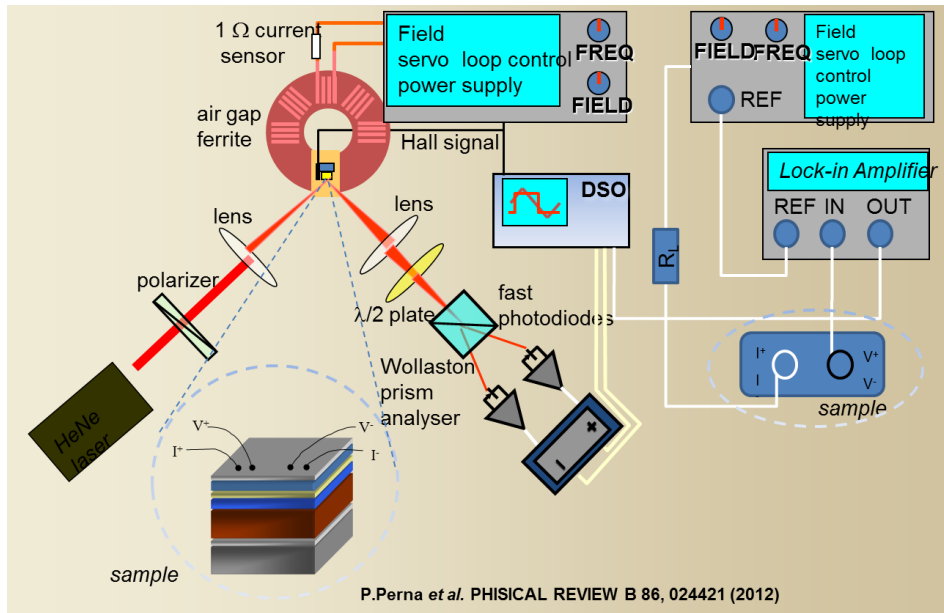 1 Ω current
sensor
Field
servo loop control
power supply
FREQ
FIELD
FIELD
FREQ
Field
servo loop
control
power
supply
REF
air gap
ferrite
Hall signal
DSO
Lock-in Amplifier
REF IN OUT
lens
lens
polarizer
λ/2 plate
fast
photodiodes
R_L
Wollaston
prism
analyser
HeNe
laser
I⁺
V⁺
I
-
V⁻
sample
V⁺
V⁻
I⁺
I⁻
+
-
sample
P.Perna et al. PHISICAL REVIEW B 86, 024421 (2012)